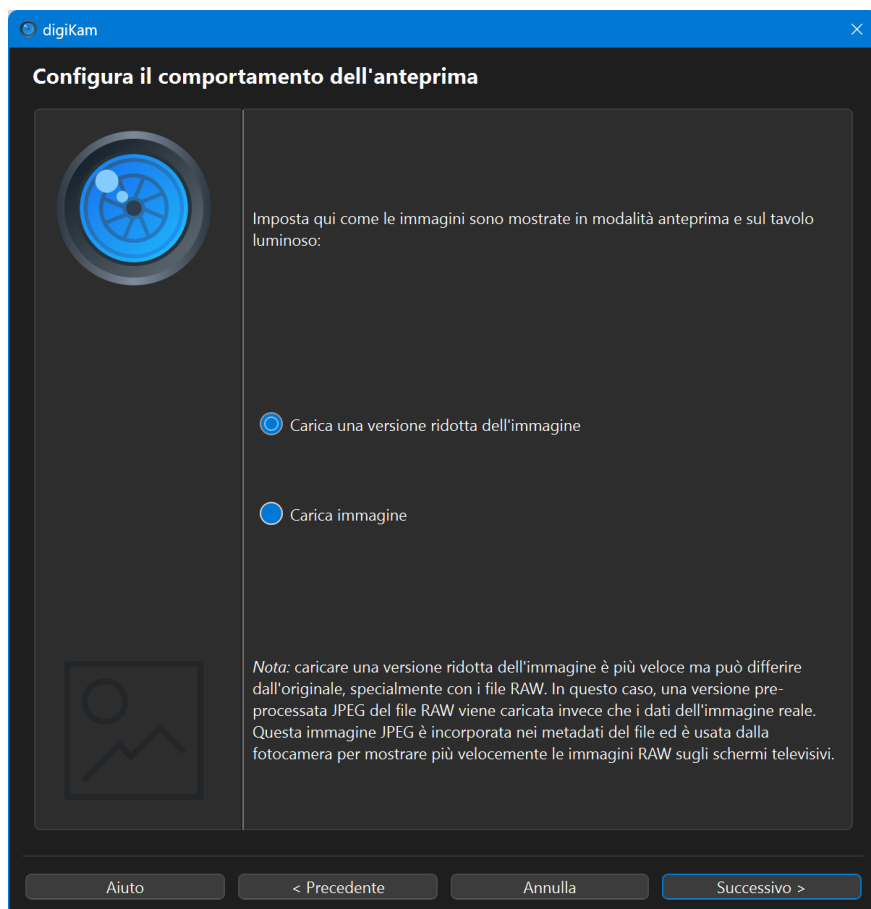 digiKam
Configura il comportamento dell'anteprima
Imposta qui come le immagini sono mostrate in modalità anteprima e sul tavolo
luminoso:
Carica una versione ridotta dell'immagine
Carica immagine
Nota: caricare una versione ridotta dell'immagine è più veloce ma può differire
dall'originale, specialmente con i file RAW. In questo caso, una versione pre-
processata JPEG del file RAW viene caricata invece che i dati dell'immagine reale.
Questa immagine JPEG è incorporata nei metadati del file ed è usata dalla
fotocamera per mostrare più velocemente le immagini RAW sugli schermi televisivi.
Aiuto
< Precedente
Annulla
Successivo >